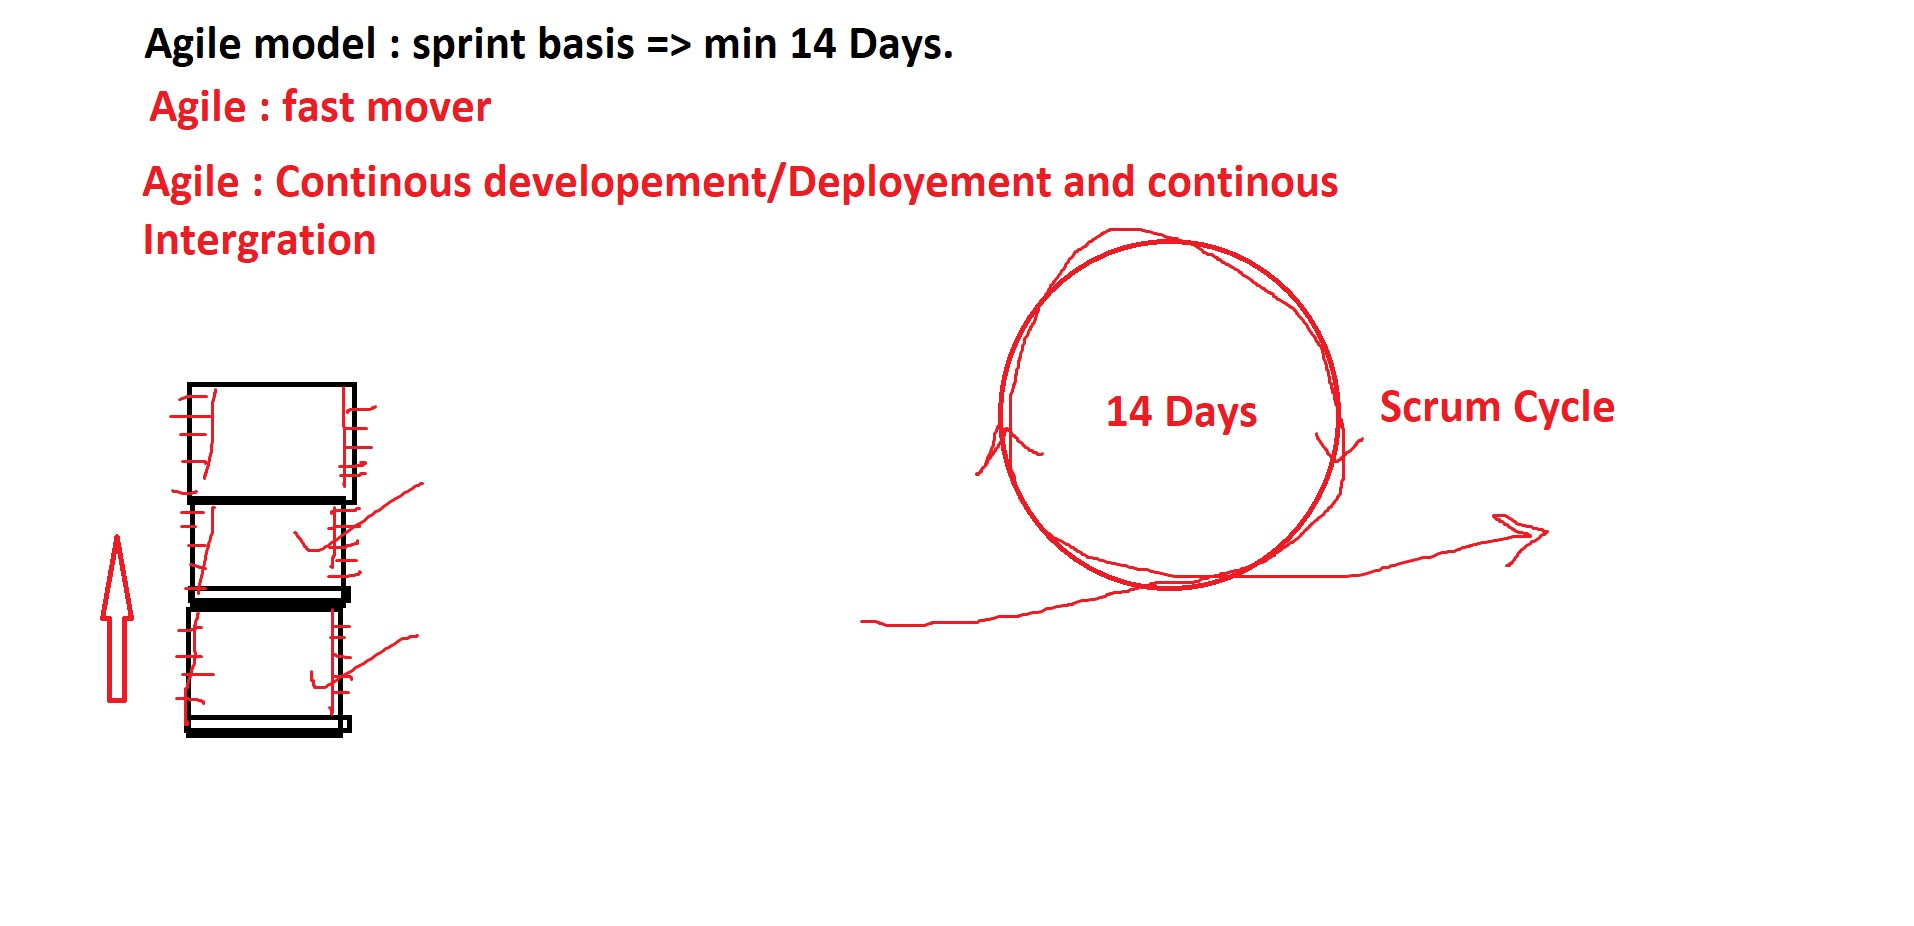 Agile model : sprint basis => min 14 Days.
Agile : fast mover
Agile : Continous developement/Deployement and continous
Intergration
14 Days
Scrum Cycle